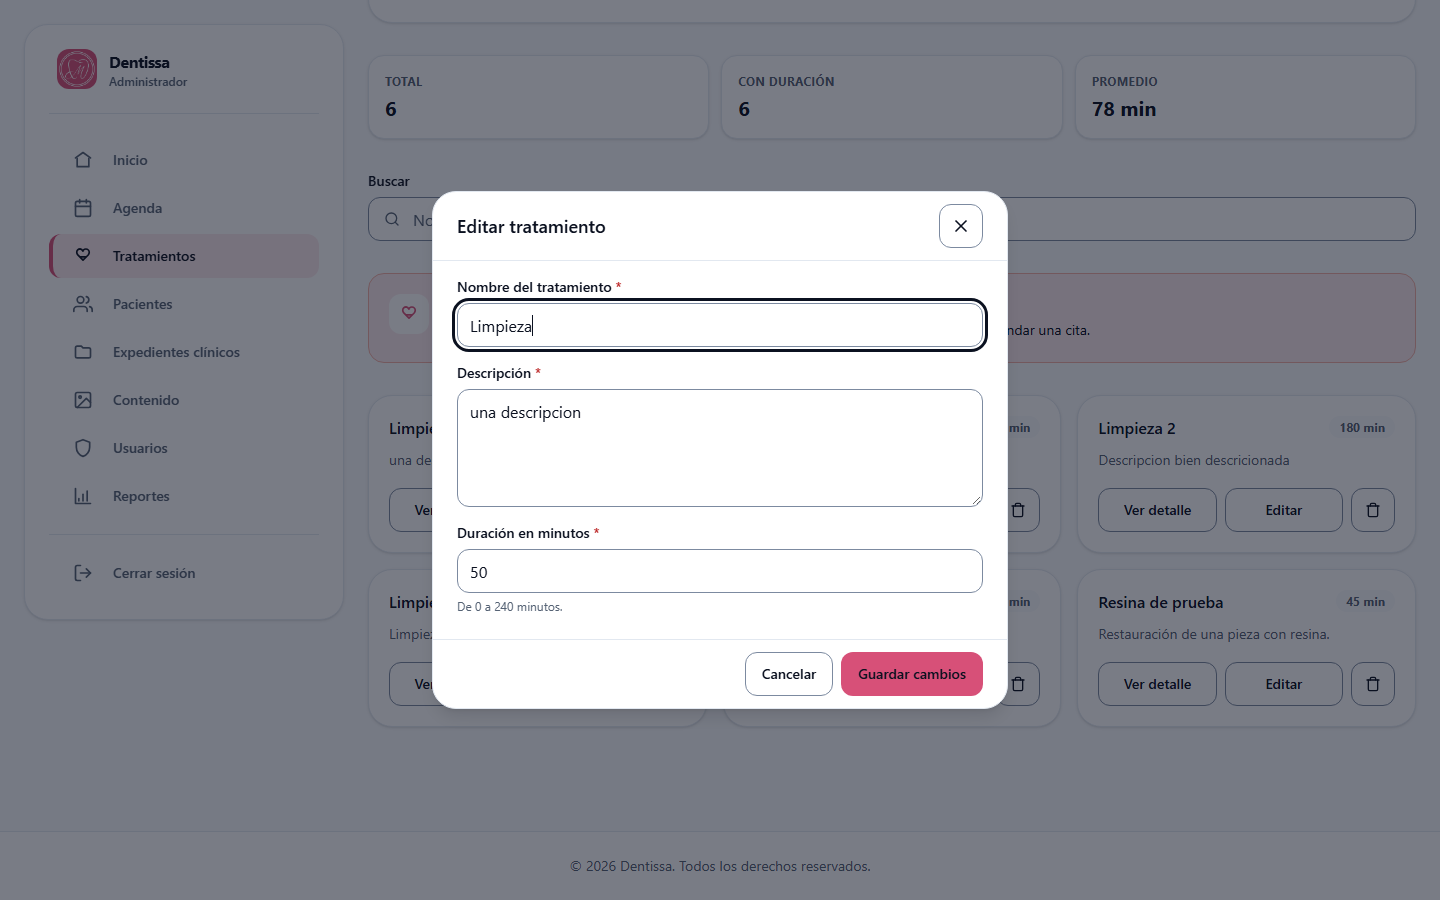 Dentissa
Administrador
Inicio
Agenda
Tratamientos
Pacientes
Expedientes clínicos
Contenido
Usuarios
Reportes
Cerrar sesión
TOTAL
6
CON DURACIÓN
6
PROMEDIO
78 min
Buscar
Editar tratamiento
Nombre del tratamiento *
Limpieza
Descripción *
una descripcion
Duración en minutos *
50
De 0 a 240 minutos.
Cancelar
Guardar cambios
una cita.
min
Limpieza 2
180 min
Descripcion bien descricionada
Ver detalle
Editar
min
Resina de prueba
45 min
Restauración de una pieza con resina.
Ver detalle
Editar
© 2026 Dentissa. Todos los derechos reservados.